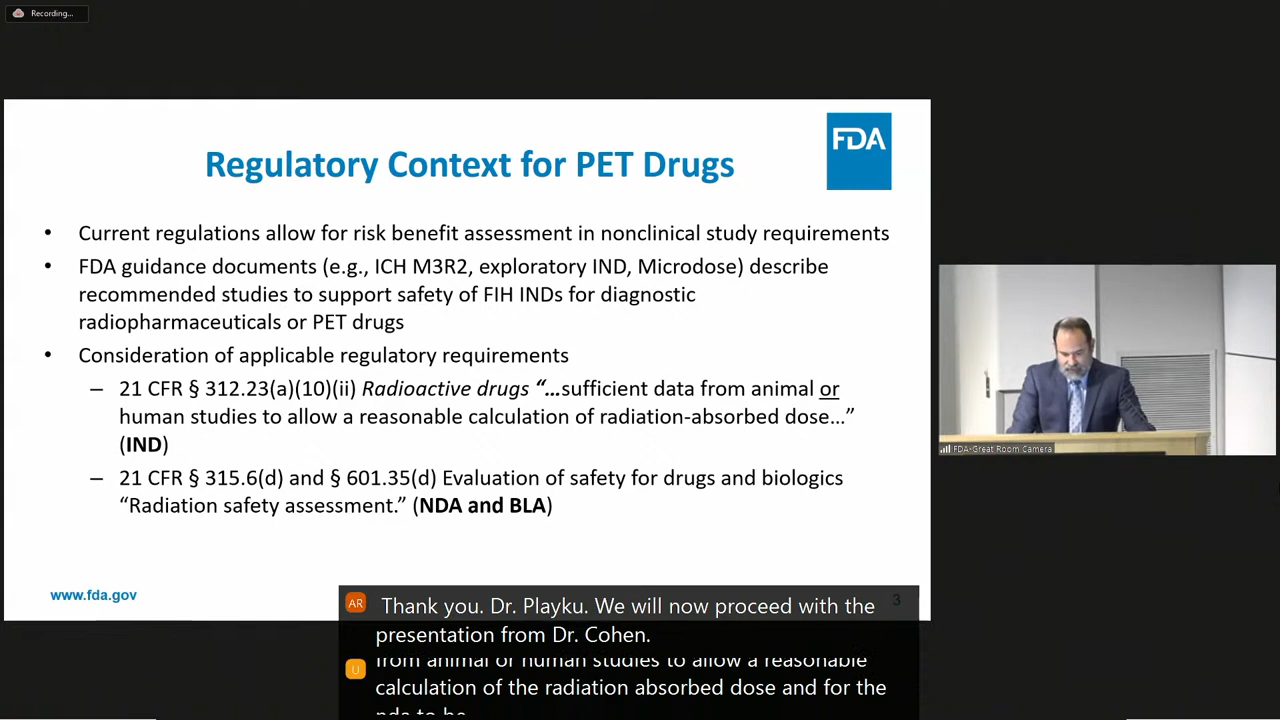 Recording...
FDA
Regulatory Context for PET Drugs
• Current regulations allow for risk benefit assessment in nonclinical study requirements
• FDA guidance documents (e.g., ICH M3R2, exploratory IND, Microdose) describe
recommended studies to support safety of FIH INDs for diagnostic
radiopharmaceuticals or PET drugs
• Consideration of applicable regulatory requirements
– 21 CFR § 312.23(a)(10)(ii) Radioactive drugs “…sufficient data from animal or
human studies to allow a reasonable calculation of radiation-absorbed dose…”
(IND)
– 21 CFR § 315.6(d) and § 601.35(d) Evaluation of safety for drugs and biologics
“Radiation safety assessment.” (NDA and BLA)
www.fda.gov
3
FDA-Great Room Camera
AR Thank you. Dr. Playku. We will now proceed with the
presentation from Dr. Cohen.
U from animal or human studies to allow a reasonable
calculation of the radiation absorbed dose and for the
nda to be